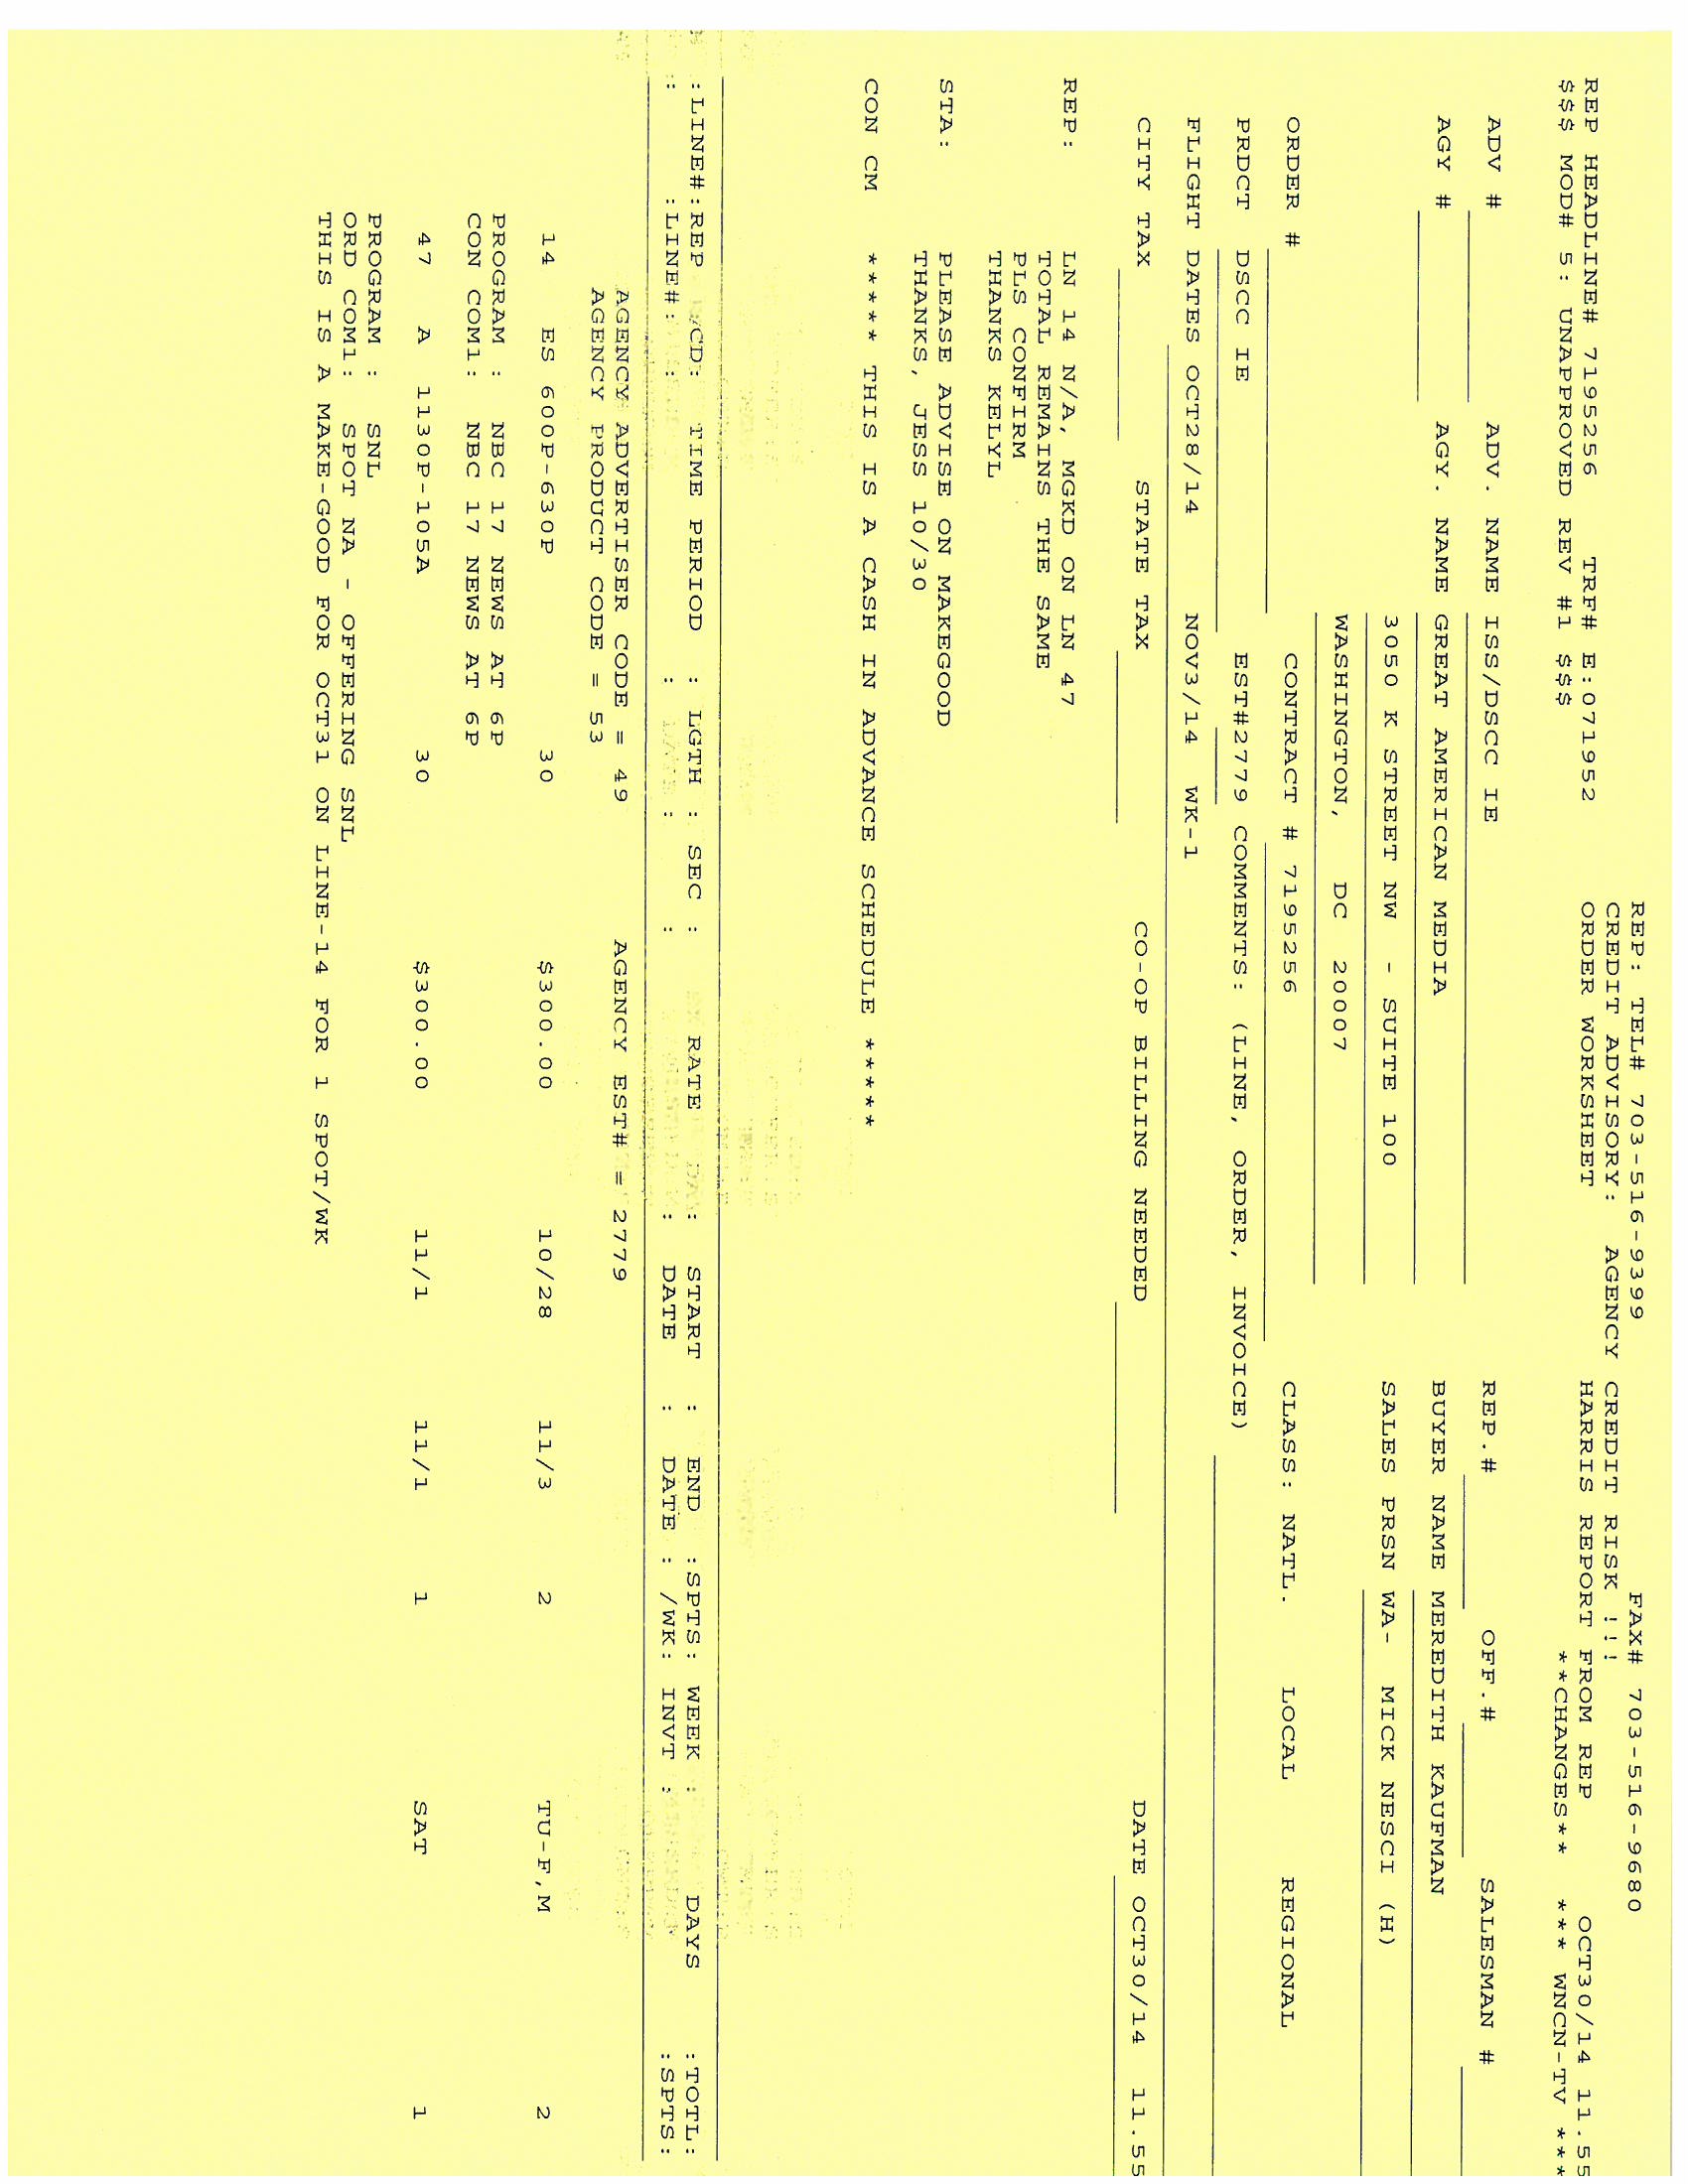 REP: TEL# 703-516-9399 FAX# 703-516-9680
CREDIT ADVISORY: AGENCY CREDIT RISK !!!
REP HEADLINE# 7195256 TRF# E:071952 ORDER WORKSHEET HARRIS REPORT FROM REP OCT30/14 11.55
$$$ MOD# 5: UNAPPROVED REV #1 $$$ **CHANGES** *** WNCN-TV ***
ADV # ADV. NAME ISS/DSCC IE REP.# OFF.# SALESMAN #
AGY # AGY. NAME GREAT AMERICAN MEDIA BUYER NAME MEREDITH KAUFMAN
3050 K STREET NW - SUITE 100 SALES PRSN WA- MICK NESCI (H)
WASHINGTON, DC 20007
ORDER # CONTRACT # 7195256 CLASS: NATL. LOCAL REGIONAL
PRDCT DSCC IE EST#2779 COMMENTS: (LINE, ORDER, INVOICE)
FLIGHT DATES OCT28/14 NOV3/14 WK-1
CITY TAX STATE TAX CO-OP BILLING NEEDED DATE OCT30/14 11.55
REP: LN 14 N/A, MGKD ON LN 47
TOTAL REMAINS THE SAME
PLS CONFIRM
THANKS KELYL
STA: PLEASE ADVISE ON MAKEGOOD
THANKS, JESS 10/30
CON CM ***** THIS IS A CASH IN ADVANCE SCHEDULE *****
:LINE#:REP CD: TIME PERIOD : LGTH : SEC : RATE : START : END :SPTS: WEEK : DAYS :TOTL:
: :LINE#: : : : : DATE : DATE : /WK: INVT : :SPTS:
AGENCY ADVERTISER CODE = 49 AGENCY EST# = 2779
AGENCY PRODUCT CODE = 53
14 ES 600P-630P 30 $300.00 10/28 11/3 2 TU-F,M 2
PROGRAM : NBC 17 NEWS AT 6P
CON COM1: NBC 17 NEWS AT 6P
47 A 1130P-105A 30 $300.00 11/1 11/1 1 SAT 1
PROGRAM : SNL
ORD COM1: SPOT NA - OFFERING SNL
THIS IS A MAKE-GOOD FOR OCT31 ON LINE-14 FOR 1 SPOT/WK